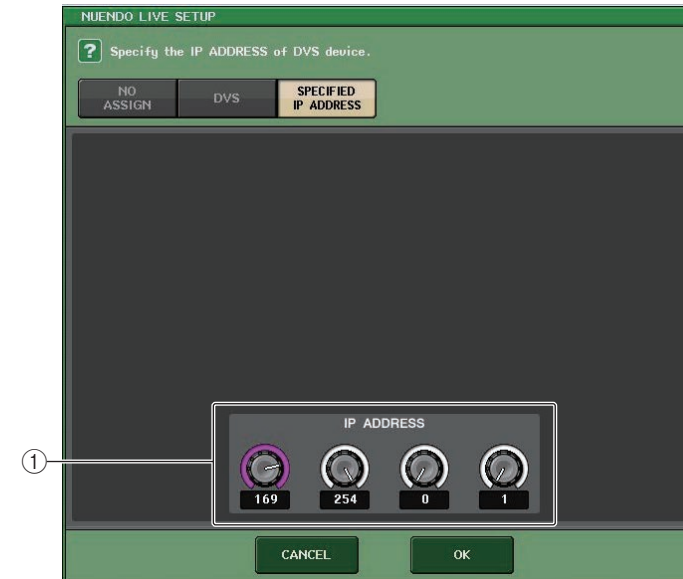 NUENDO LIVE SETUP
? Specify the IP ADDRESS of DVS device.
NO
ASSIGN
DVS
SPECIFIED
IP ADDRESS
1
IP ADDRESS
169
254
0
1
CANCEL
OK